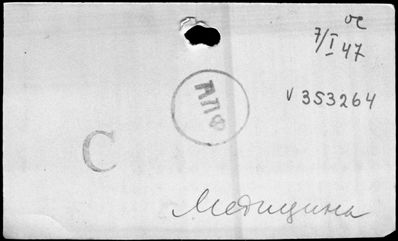 ос
7/I 47
V 353264
ППФ
С
Медицина